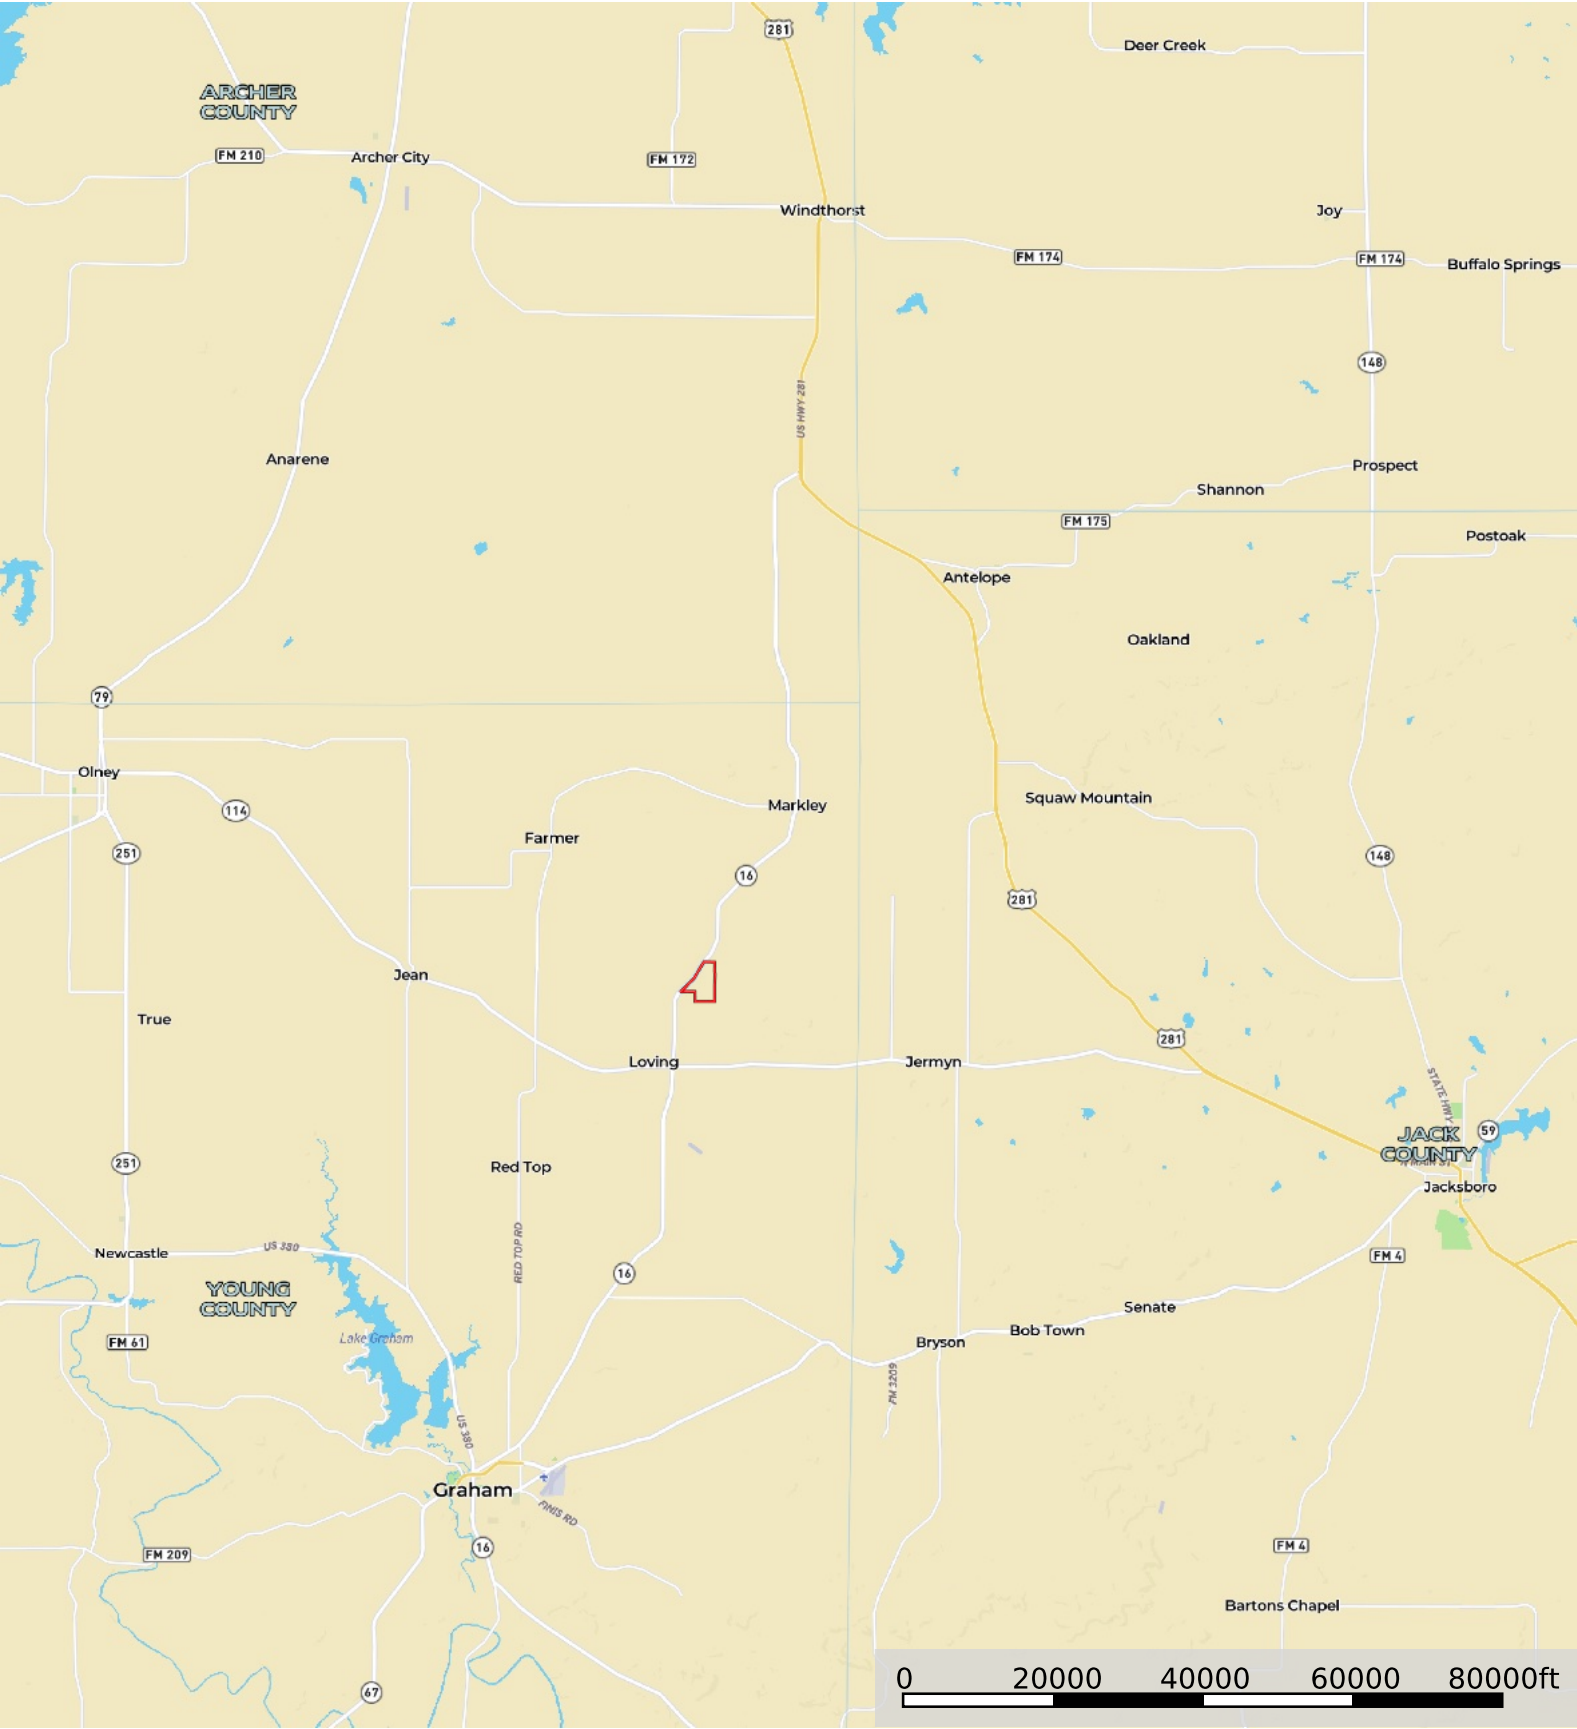 281
Deer Creek
ARCHER
COUNTY
FM 210
Archer City
FM 172
Windthorst
Joy
FM 174
FM 174
Buffalo Springs
148
US HWY 281
Anarene
Prospect
Shannon
FM 175
Postoak
Antelope
Oakland
79
Olney
114
Markley
Squaw Mountain
Farmer
251
148
16
281
Jean
True
281
Loving
Jermyn
STATE HWY
59
JACK
COUNTY
N MAIN ST
251
Red Top
Jacksboro
RED TOP RD
Newcastle
US 380
FM 4
16
YOUNG
COUNTY
Senate
Lake Graham
FM 61
Bob Town
Bryson
FM 3209
US 380
Graham
FINIS RD
16
FM 209
FM 4
Bartons Chapel
67
0 20000 40000 60000 80000ft